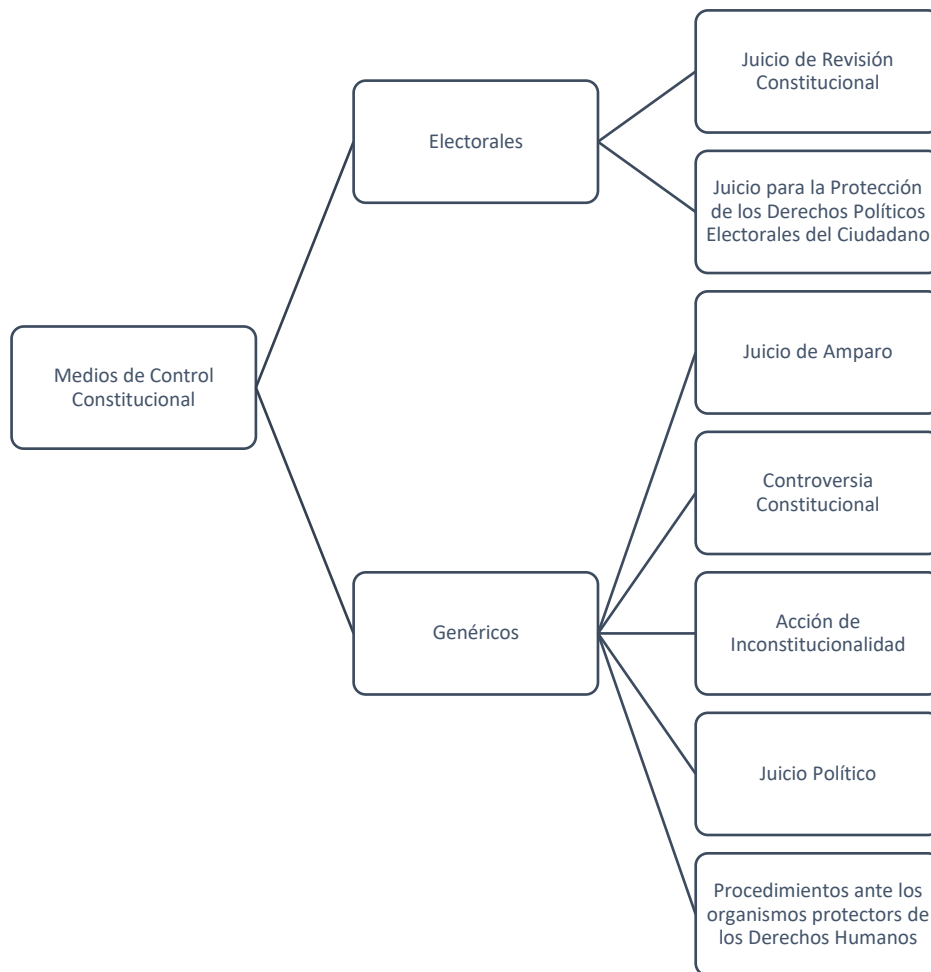 Medios de Control
Constitucional
Electorales
Juicio de Revisión
Constitucional
Juicio para la Protección
de los Derechos Políticos
Electorales del Ciudadano
Genéricos
Juicio de Amparo
Controversia
Constitucional
Acción de
Inconstitucionalidad
Juicio Político
Procedimientos ante los
organismos protectors de
los Derechos Humanos